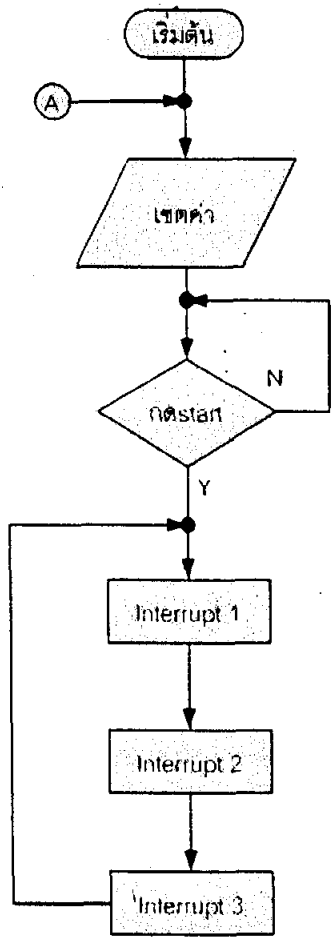 เริ่มต้น
A
เซตค่า
กดstart
N
Y
Interrupt 1
Interrupt 2
Interrupt 3